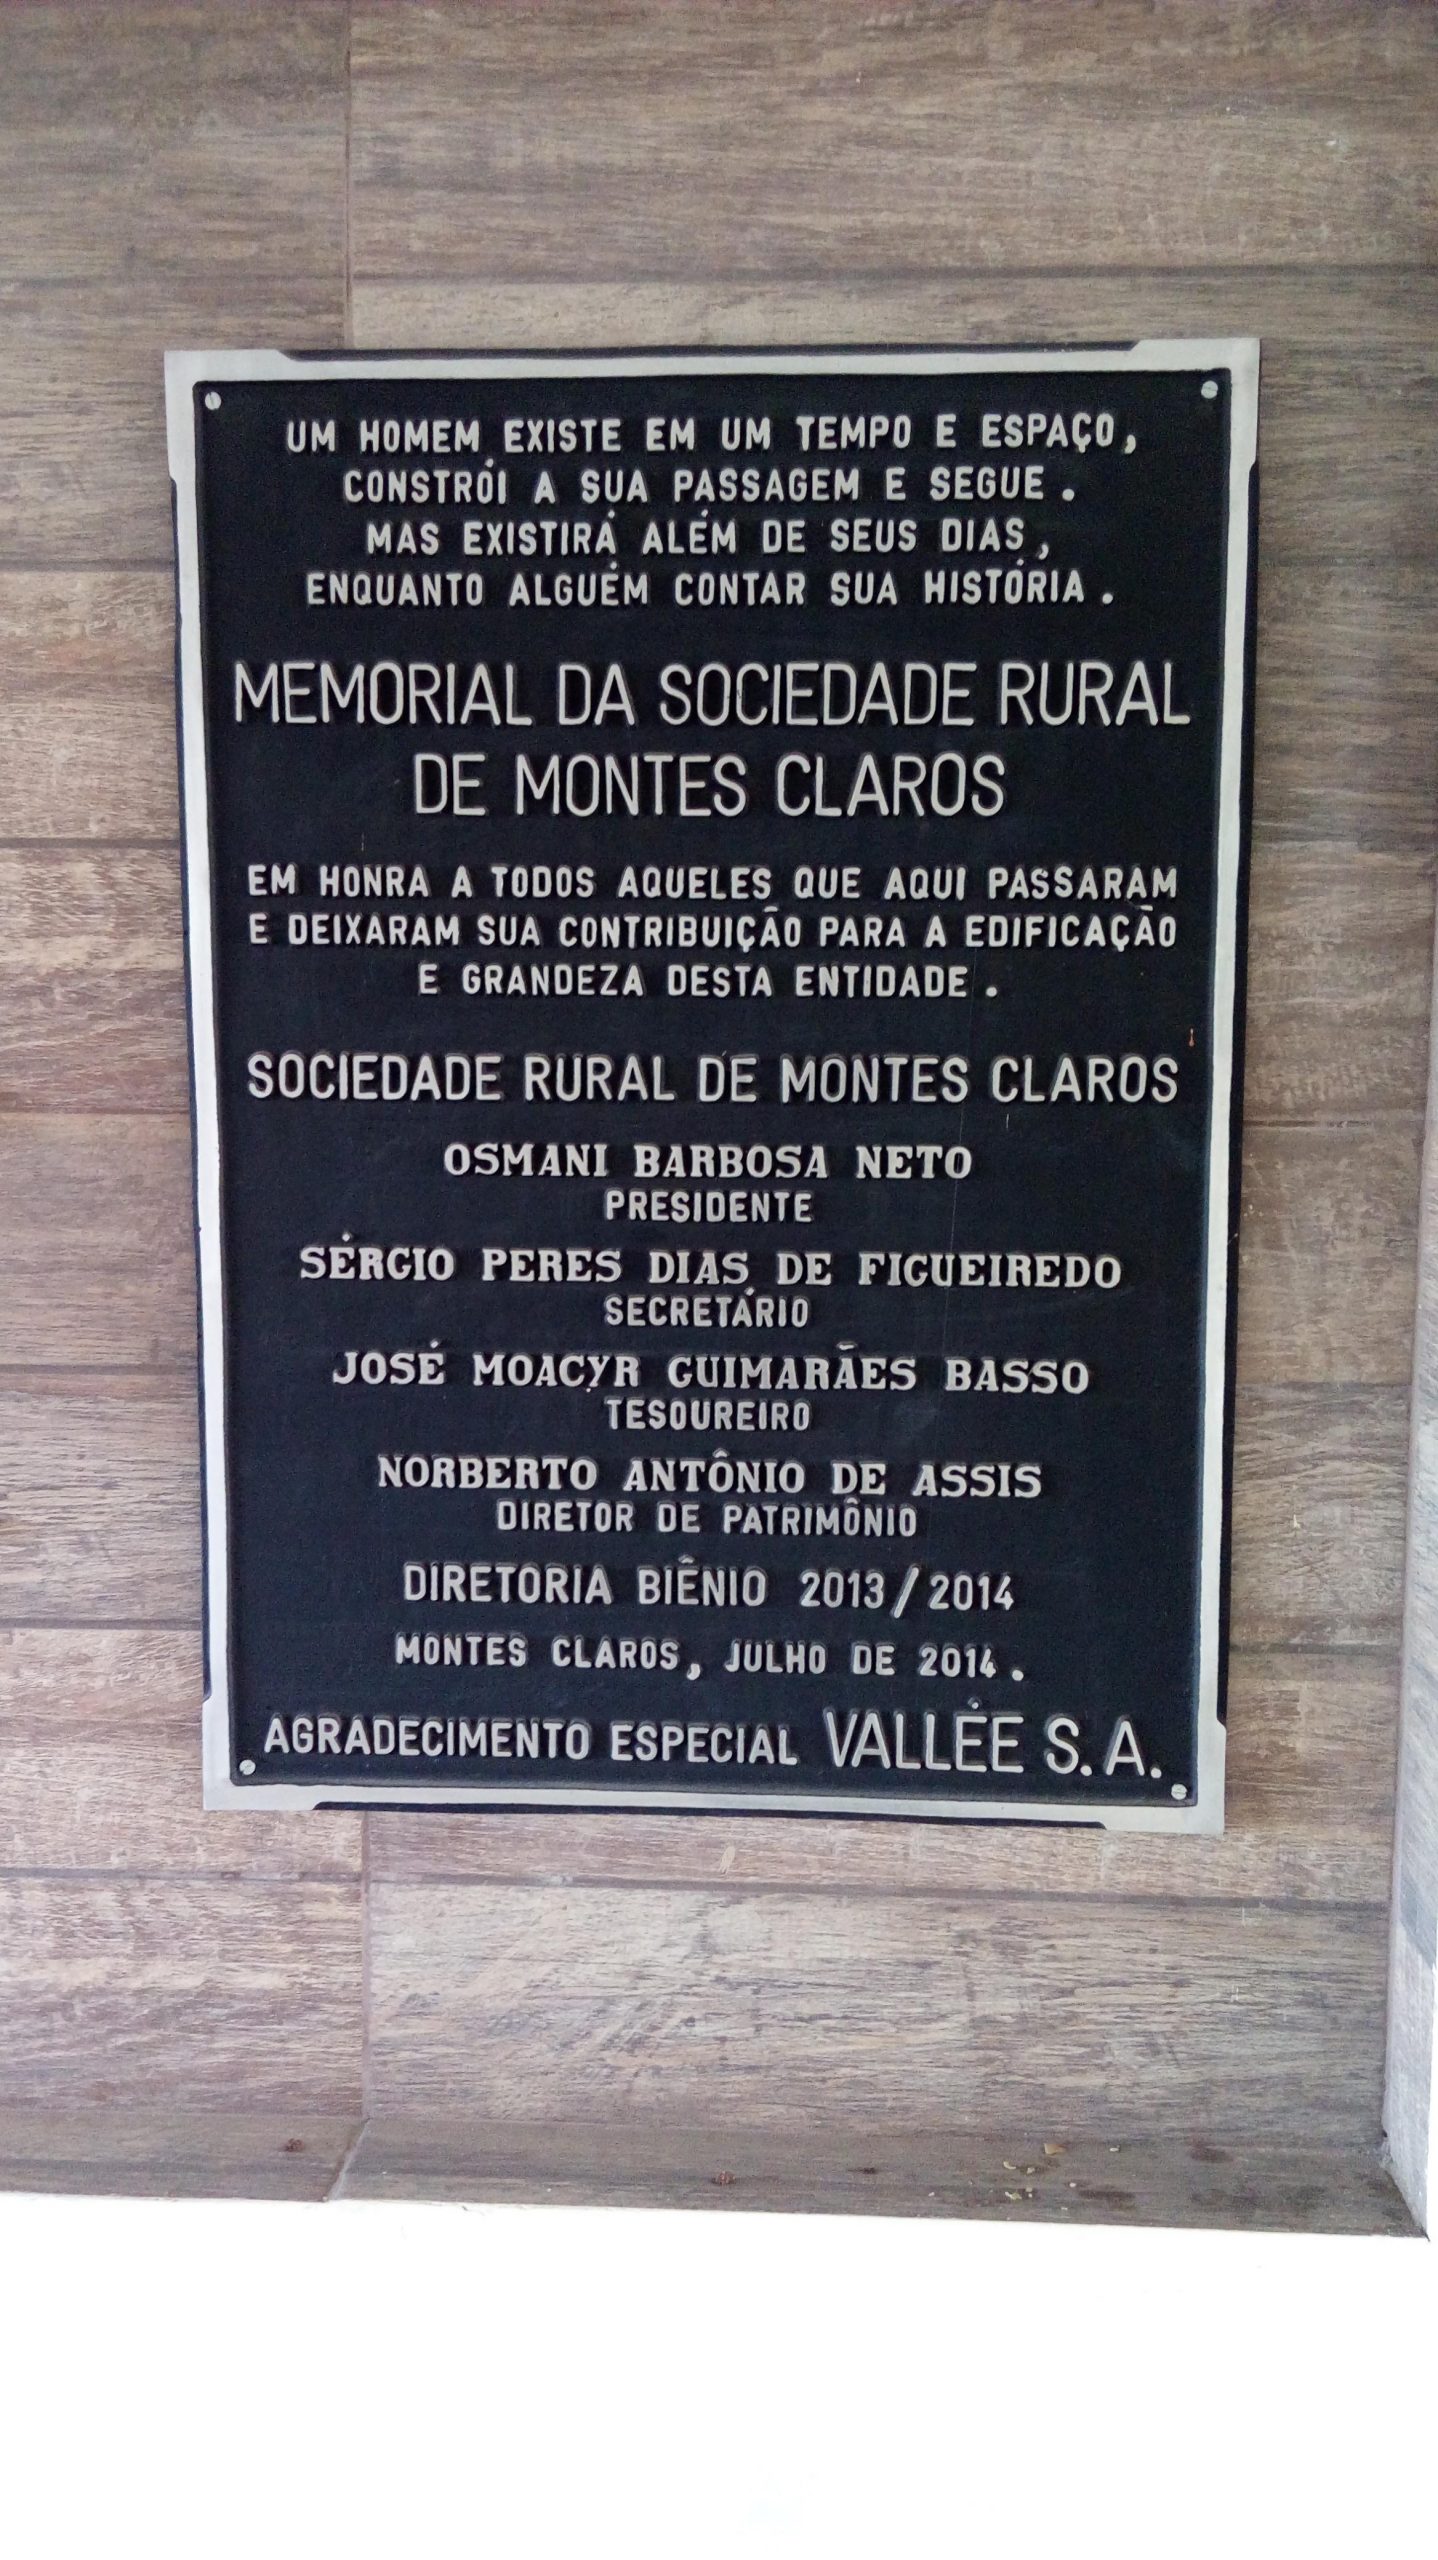 UM HOMEM EXISTE EM UM TEMPO E ESPAÇO,
CONSTRÓI A SUA PASSAGEM E SEGUE.
MAS EXISTIRÁ ALÉM DE SEUS DIAS,
ENQUANTO ALGUÉM CONTAR SUA HISTÓRIA.
MEMORIAL DA SOCIEDADE RURAL
DE MONTES CLAROS
EM HONRA A TODOS AQUELES QUE AQUI PASSARAM
E DEIXARAM SUA CONTRIBUIÇÃO PARA A EDIFICAÇÃO
E GRANDEZA DESTA ENTIDADE.
SOCIEDADE RURAL DE MONTES CLAROS
OSMANI BARBOSA NETO
PRESIDENTE
SÉRGIO PERES DIAS DE FIGUEIREDO
SECRETÁRIO
JOSÉ MOACYR GUIMARÃES BASSO
TESOUREIRO
NORBERTO ANTÔNIO DE ASSIS
DIRETOR DE PATRIMÔNIO
DIRETORIA BIÊNIO 2013/2014
MONTES CLAROS, JULHO DE 2014.
AGRADECIMENTO ESPECIAL VALLÉE S.A.